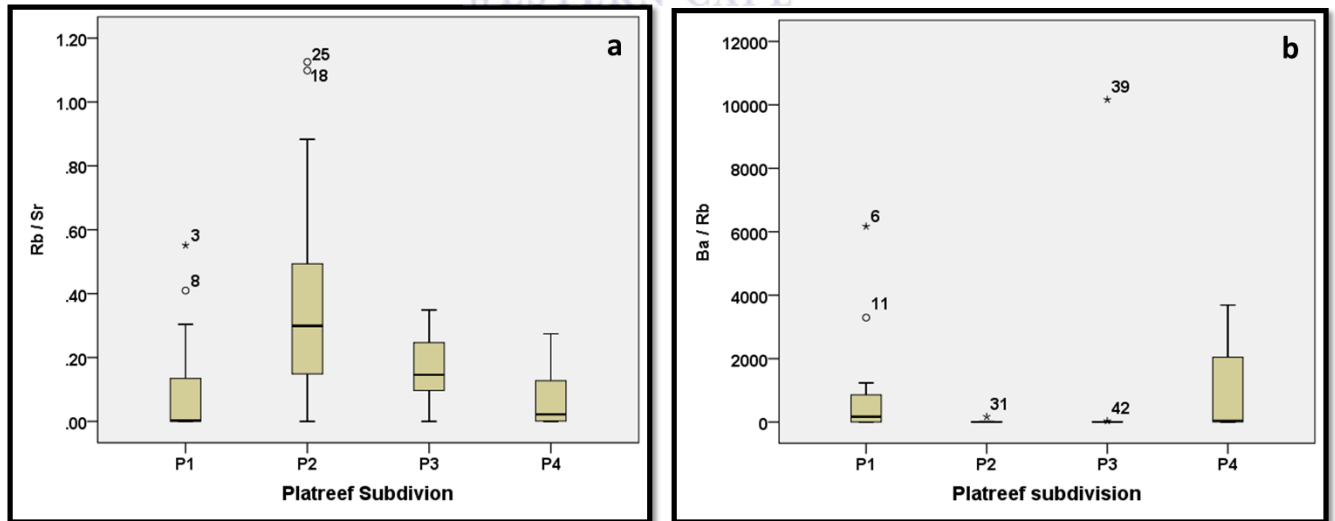 a
1.20
25
18
1.00
.80
.60
3
.40
8
.20
.00
Rb / Sr
P1 P2 P3 P4
Platreef Subdivion
b
12000
39
10000
8000
6
6000
11
4000
2000
31
42
0
Ba / Rb
P1 P2 P3 P4
Platreef subdivision